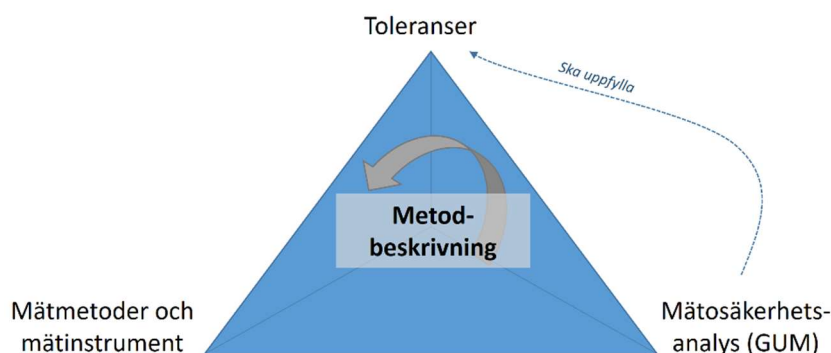 Toleranser
Ska uppfylla
Metod-
beskrivning
Mätmetoder och
mätinstrument
Mätosäkerhets-
analys (GUM)